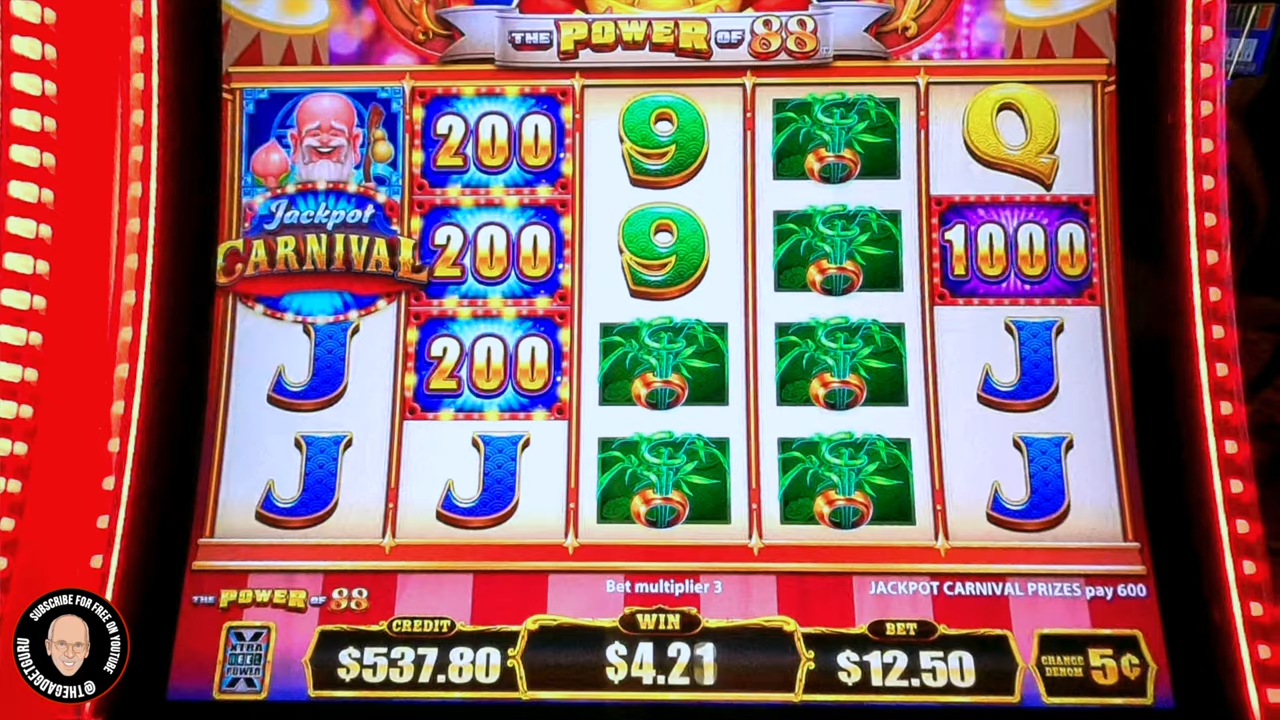 THE POWER OF 88
200
9
Q
Jackpot
CARNIVAL
200
9
1000
J
200
J
J
J
J
Bet multiplier 3
JACKPOT CARNIVAL PRIZES pay 600
THE POWER OF 88
XTRA
REEL
POWER
CREDIT
$537.80
WIN
$4.21
BET
$12.50
CHANGE
DENOM
5¢
SUBSCRIBE FOR FREE ON YOUTUBE
@THEGADGETGURU